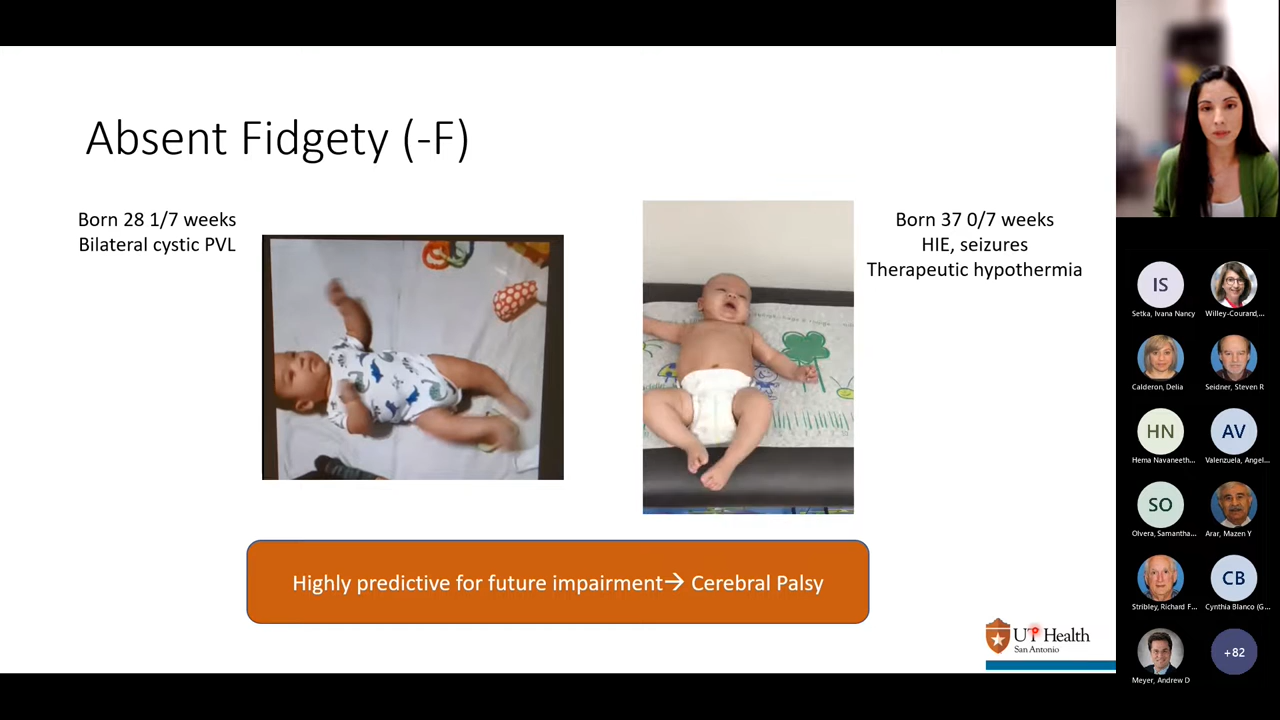 Absent Fidgety (-F)
Born 28 1/7 weeks
Bilateral cystic PVL
Born 37 0/7 weeks
HIE, seizures
Therapeutic hypothermia
Highly predictive for future impairment→ Cerebral Palsy
UT Health
San Antonio
IS
Setka, Ivana Nancy
Willey-Courand,...
Calderon, Delia
Seidner, Steven R
HN
AV
Hema Navaneeth...
Valenzuela, Angel...
SO
Olvera, Samantha...
Arar, Mazen Y
CB
Stribley, Richard F...
Cynthia Blanco (G...
+82
Meyer, Andrew D